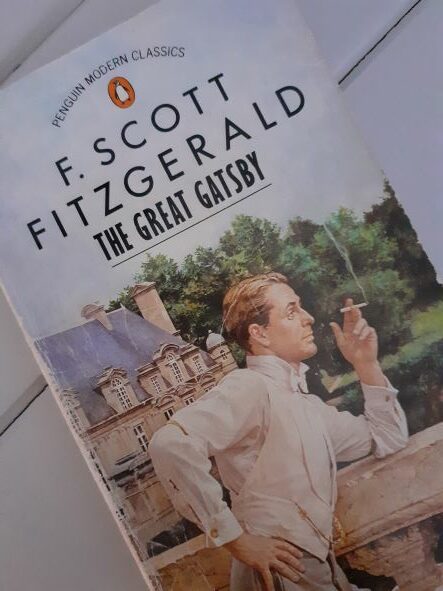 PENGUIN MODERN CLASSICS
F. SCOTT
FITZGERALD
THE GREAT GATSBY